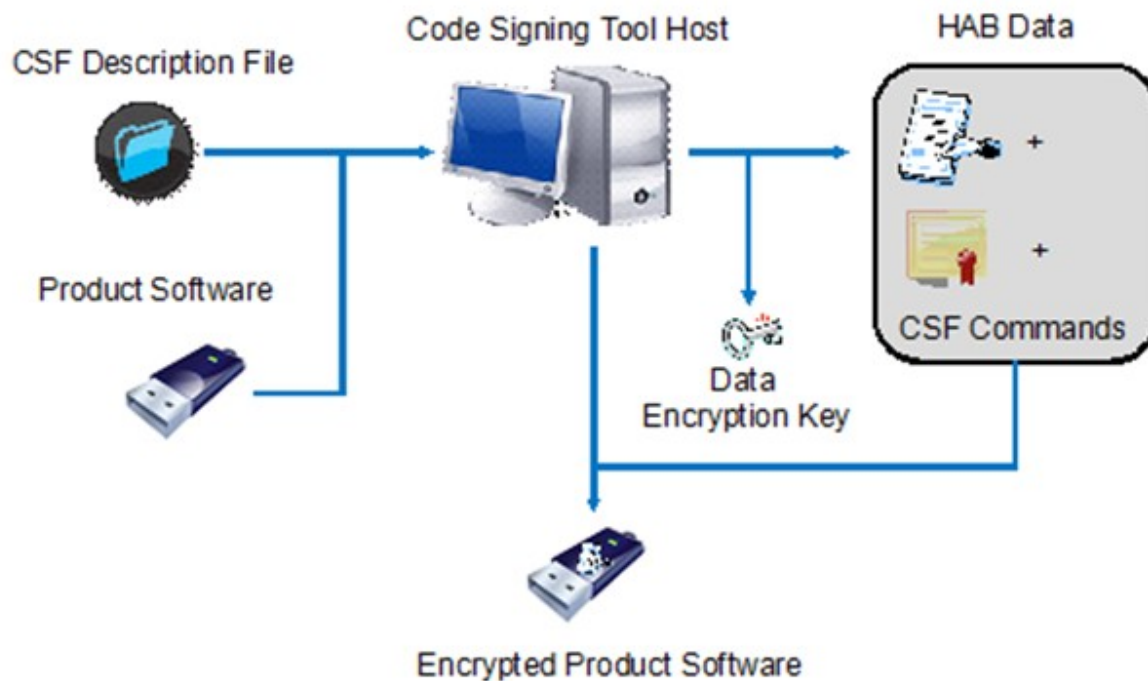 Code Signing Tool Host
HAB Data
CSF Description File
+
Product Software
+
CSF Commands
Data
Encryption Key
Encrypted Product Software